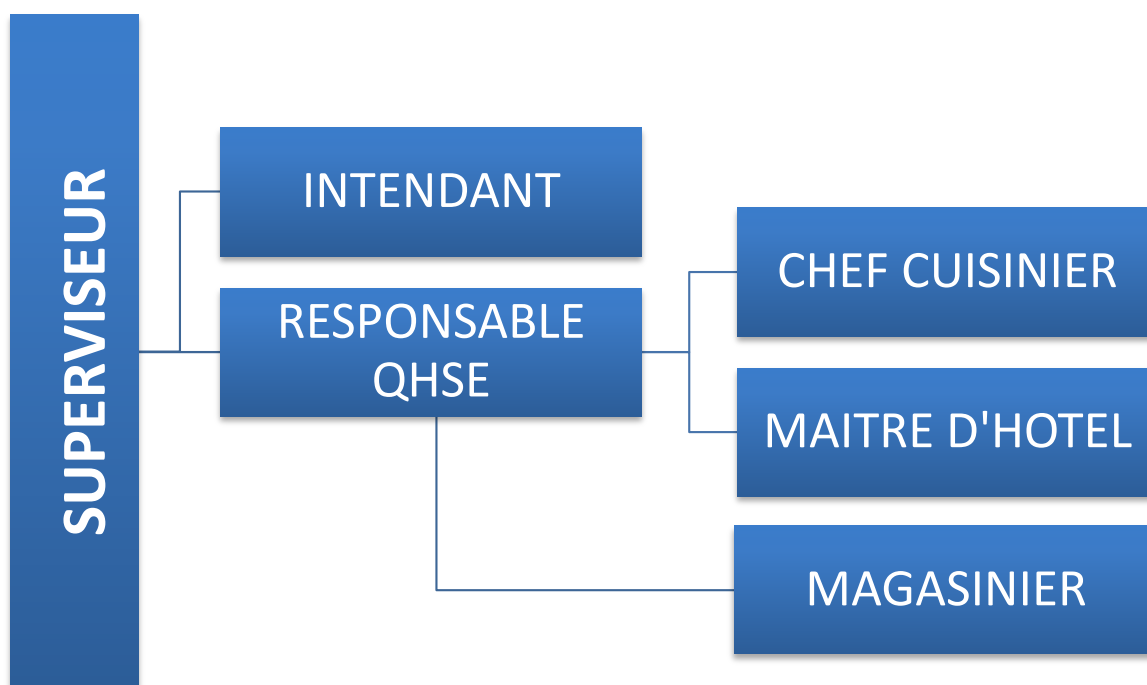 SUPERVISEUR
INTENDANT
RESPONSABLE
QHSE
CHEF CUISINIER
MAITRE D'HOTEL
MAGASINIER